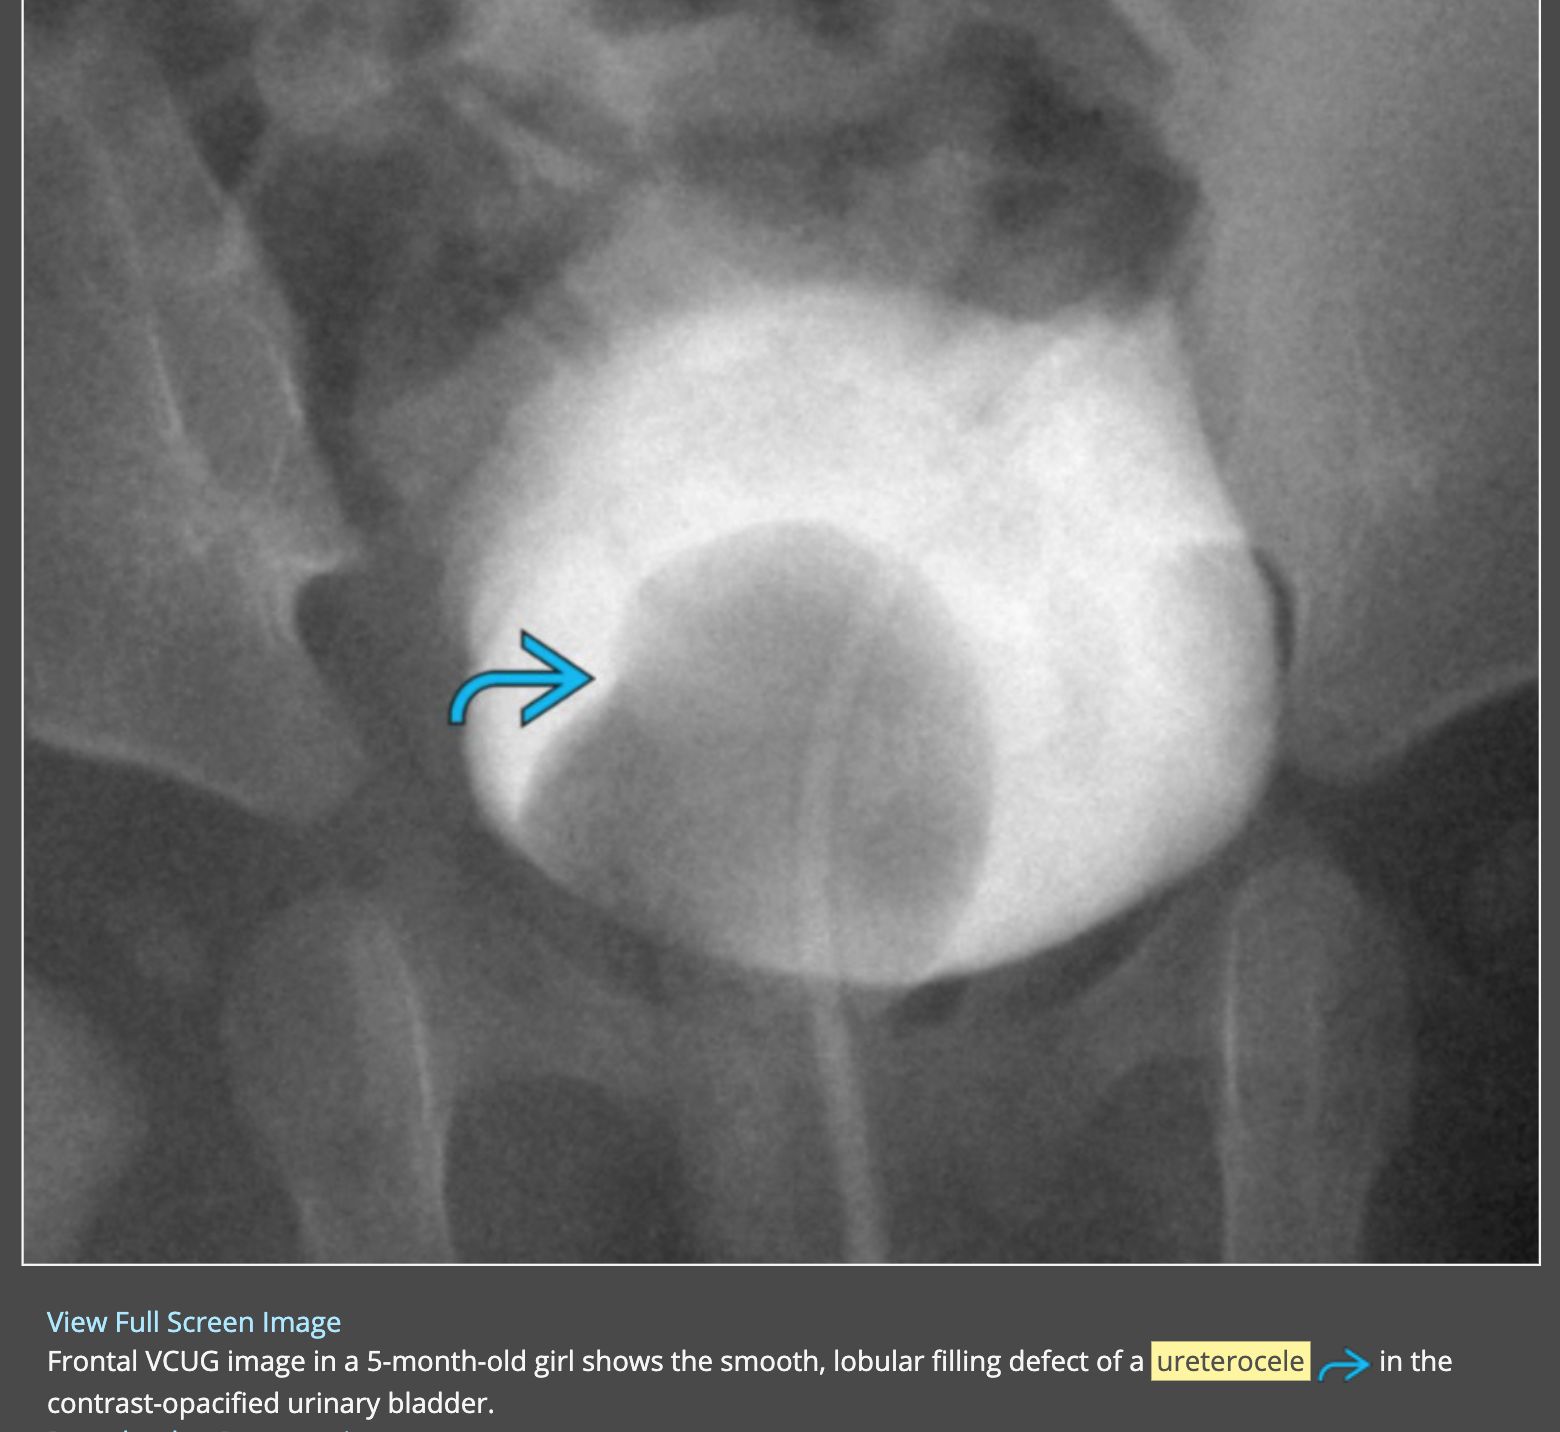 View Full Screen Image
Frontal VCUG image in a 5-month-old girl shows the smooth, lobular filling defect of a ureterocele in the
contrast-opacified urinary bladder.